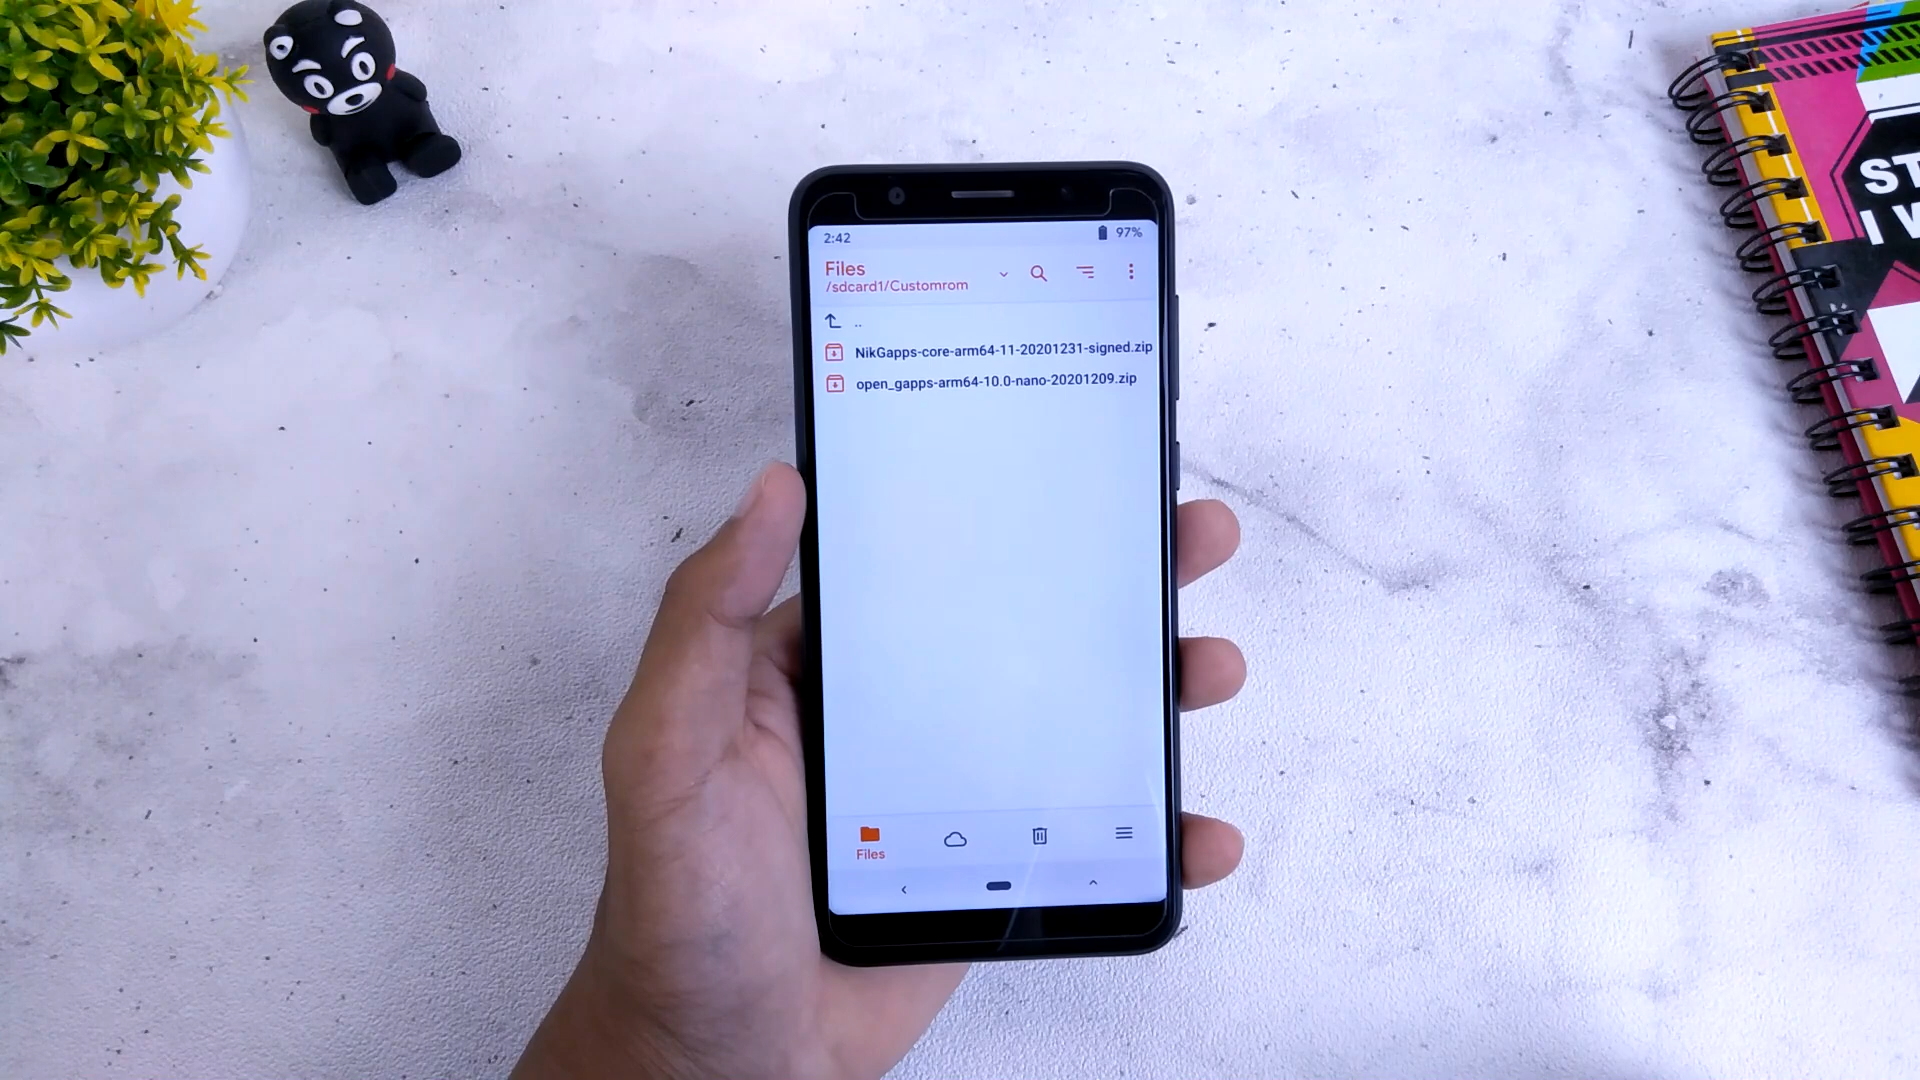 2:42
97%
Files
/sdcard1/Customrom
..
NikGapps-core-arm64-11-20201231-signed.zip
open_gapps-arm64-10.0-nano-20201209.zip
Files
ST
I W